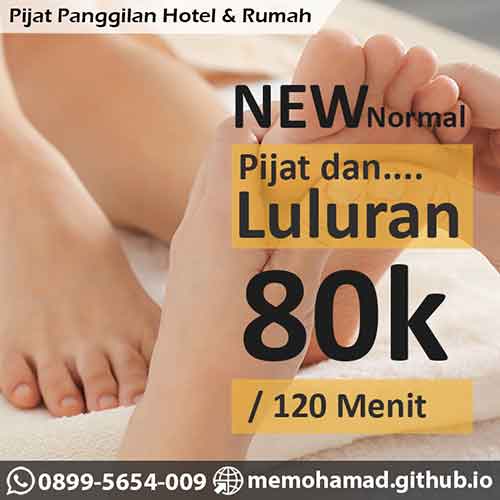 Pijat Panggilan Hotel & Rumah
NEW Normal
Pijat dan....
Luluran
80k
/ 120 Menit
0899-5654-009 memohamad.github.io